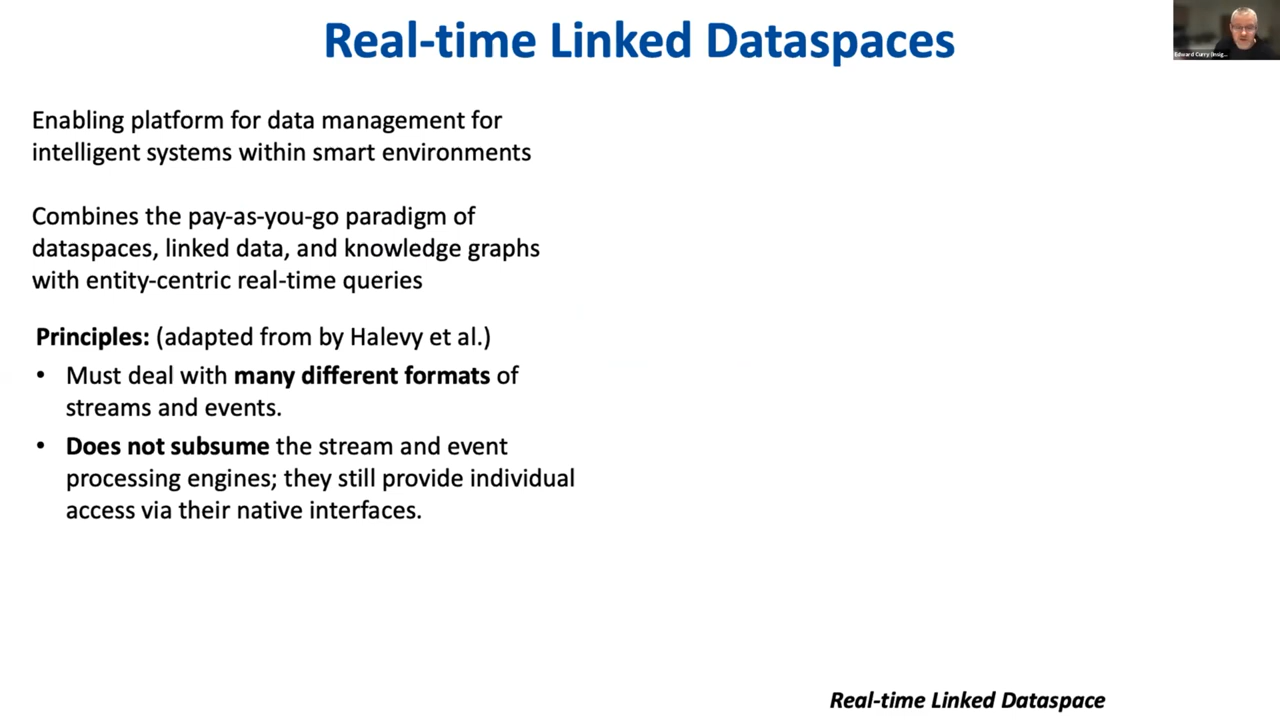 Real-time Linked Dataspaces
Edward Curry (Insig...
Enabling platform for data management for
intelligent systems within smart environments
Combines the pay-as-you-go paradigm of
dataspaces, linked data, and knowledge graphs
with entity-centric real-time queries
Principles: (adapted from by Halevy et al.)
• Must deal with many different formats of
streams and events.
• Does not subsume the stream and event
processing engines; they still provide individual
access via their native interfaces.
Real-time Linked Dataspace